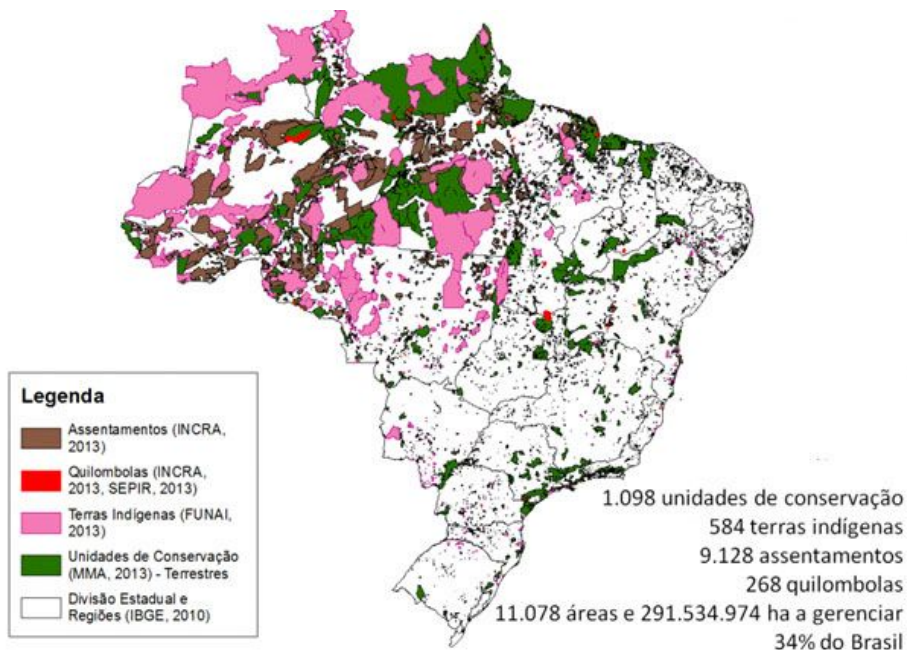 Legenda
Assentamentos (INCRA,
2013)
Quilombolas (INCRA,
2013, SEPIR, 2013)
Terras Indígenas (FUNAI,
2013)
Unidades de Conservação
(MMA, 2013) - Terrestres
Divisão Estadual e
Regiões (IBGE, 2010)
1.098 unidades de conservação
584 terras indígenas
9.128 assentamentos
268 quilombolas
11.078 áreas e 291.534.974 ha a gerenciar
34% do Brasil